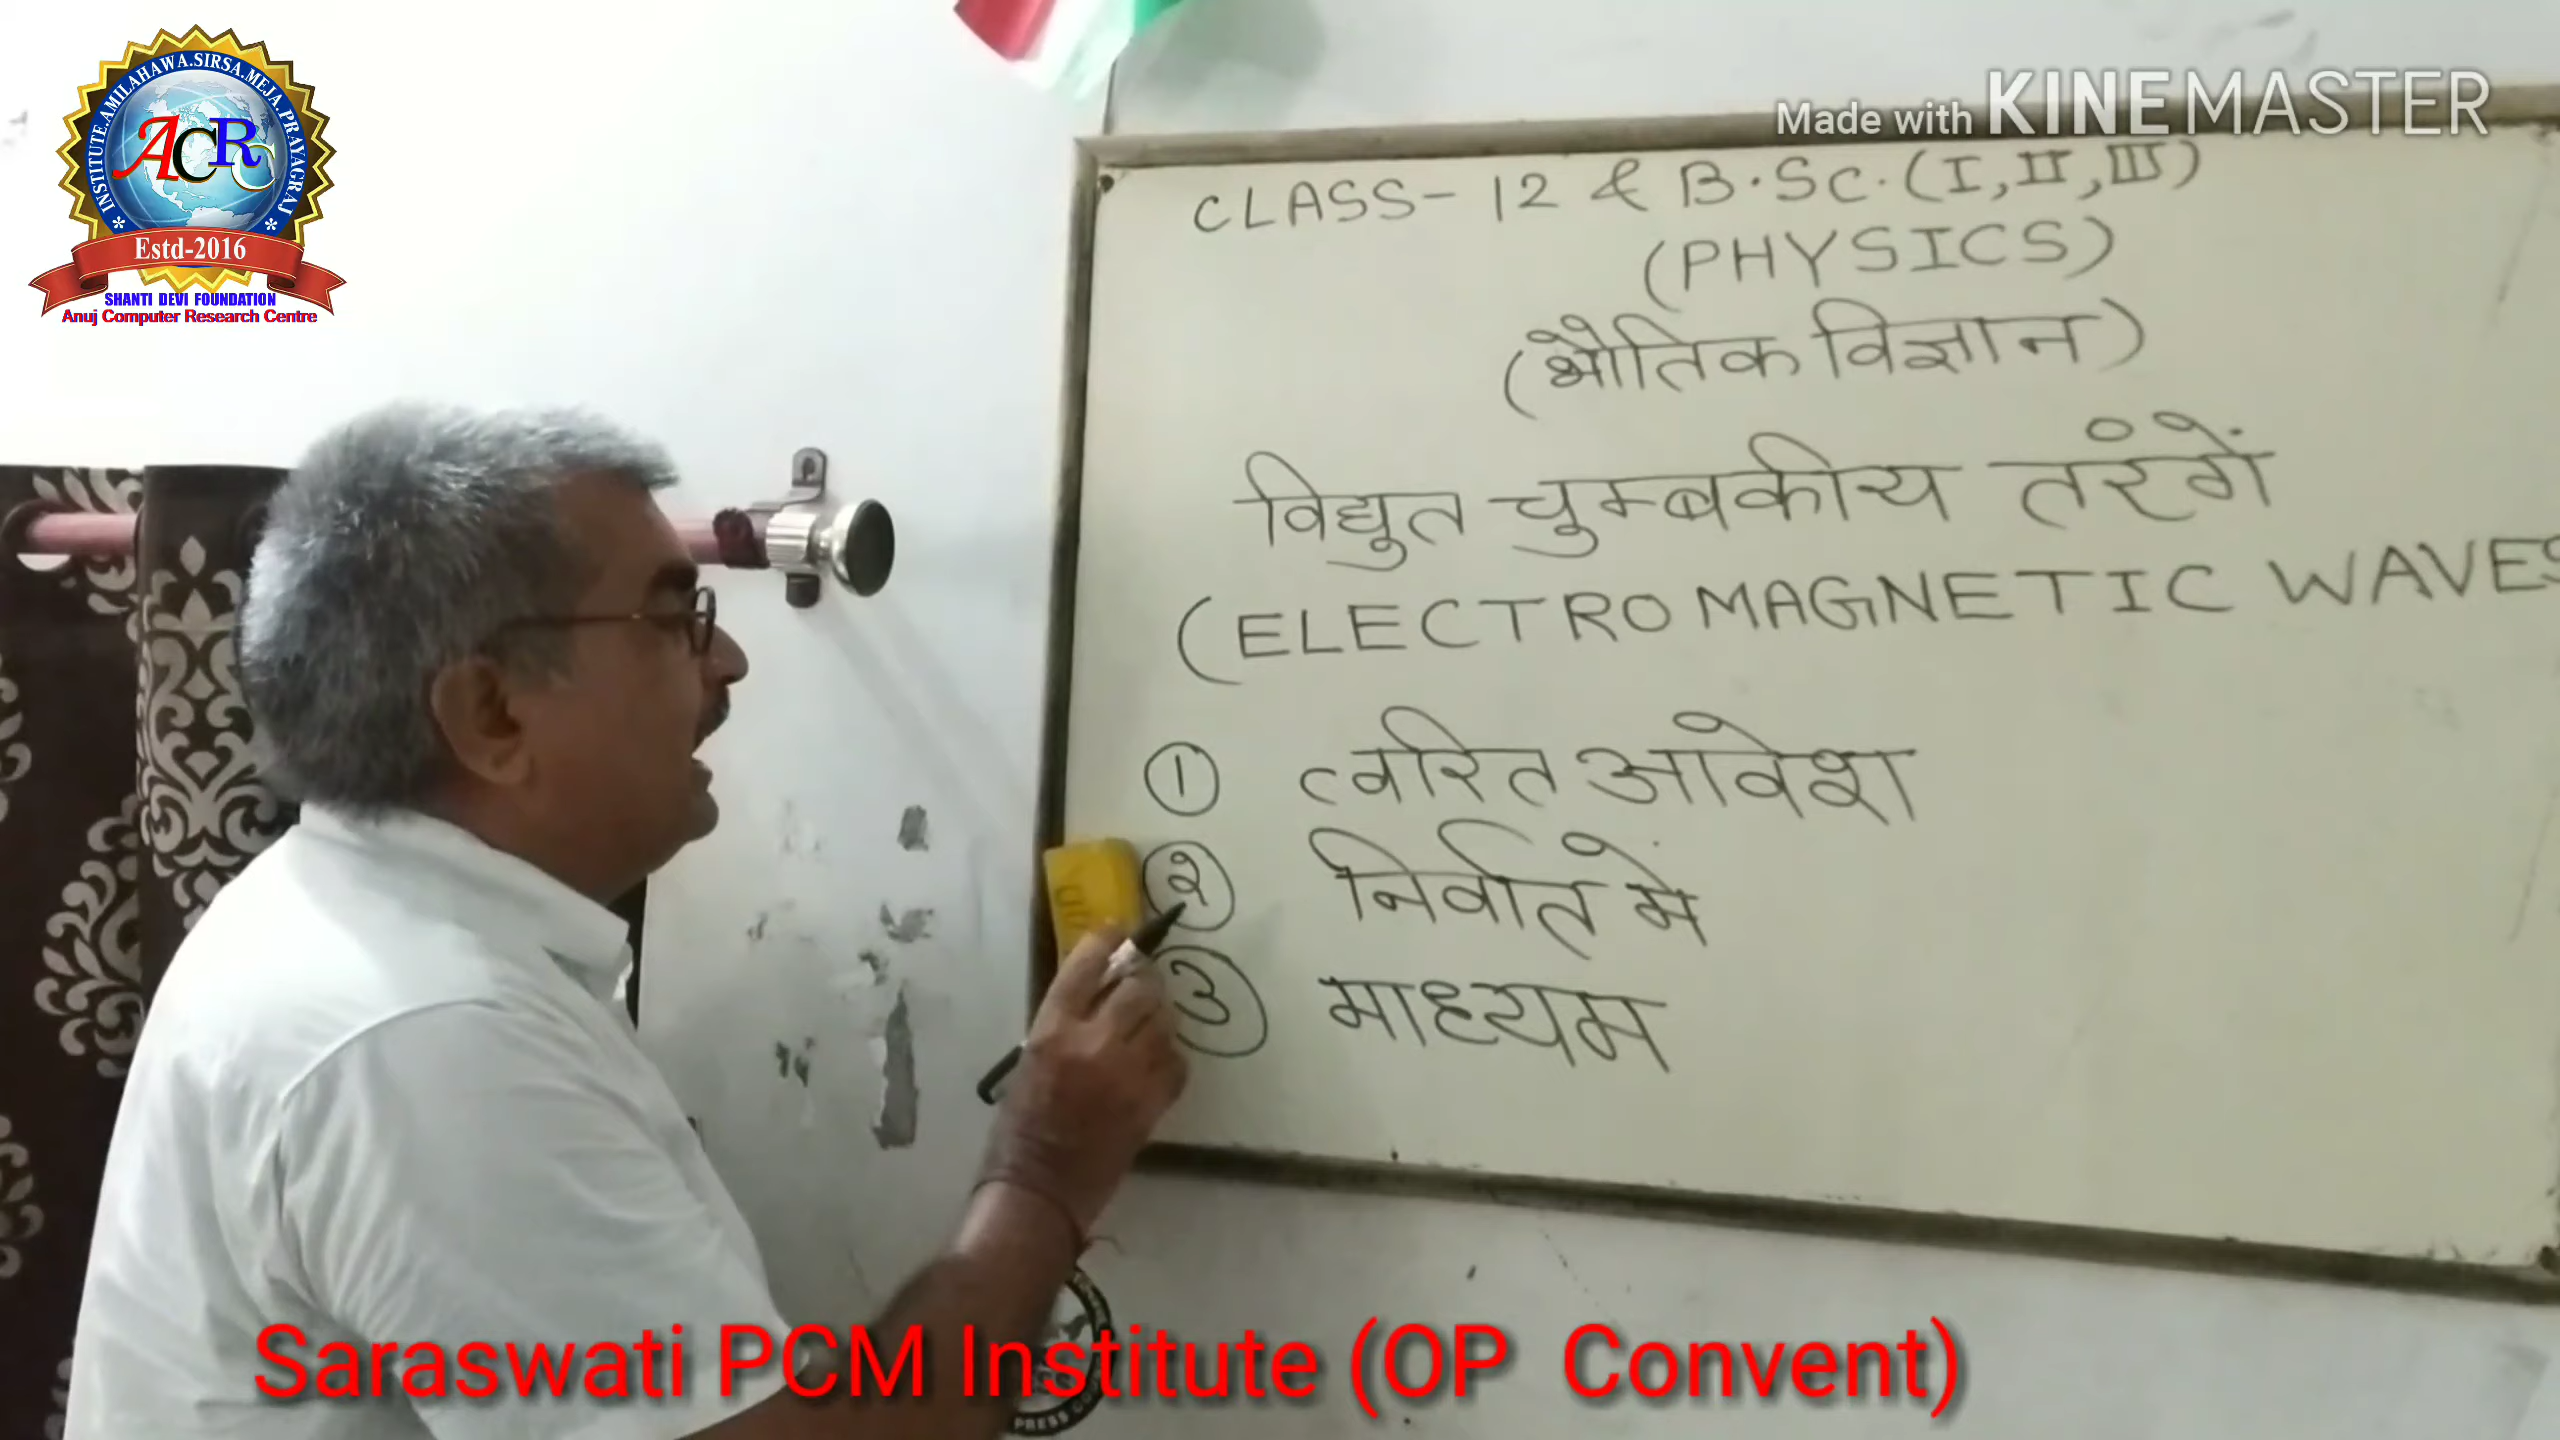 INSTITUTE.AMILAHAWA.SIRSA.MEJA.PRAYAGRAJ
ACRC
Estd-2016
SHANTI DEVI FOUNDATION
Anuj Computer Research Centre
Made with KINEMASTER
CLASS- 12 & B.Sc. (I, II, III)
(PHYSICS)
(भौतिक विज्ञान)
विद्युत चुम्बकीय तरंगें
(ELECTROMAGNETIC WAVES
① त्वरित आवेश
② निर्वात में
③ माध्यम
Saraswati PCM Institute (OP Convent)
PRESS